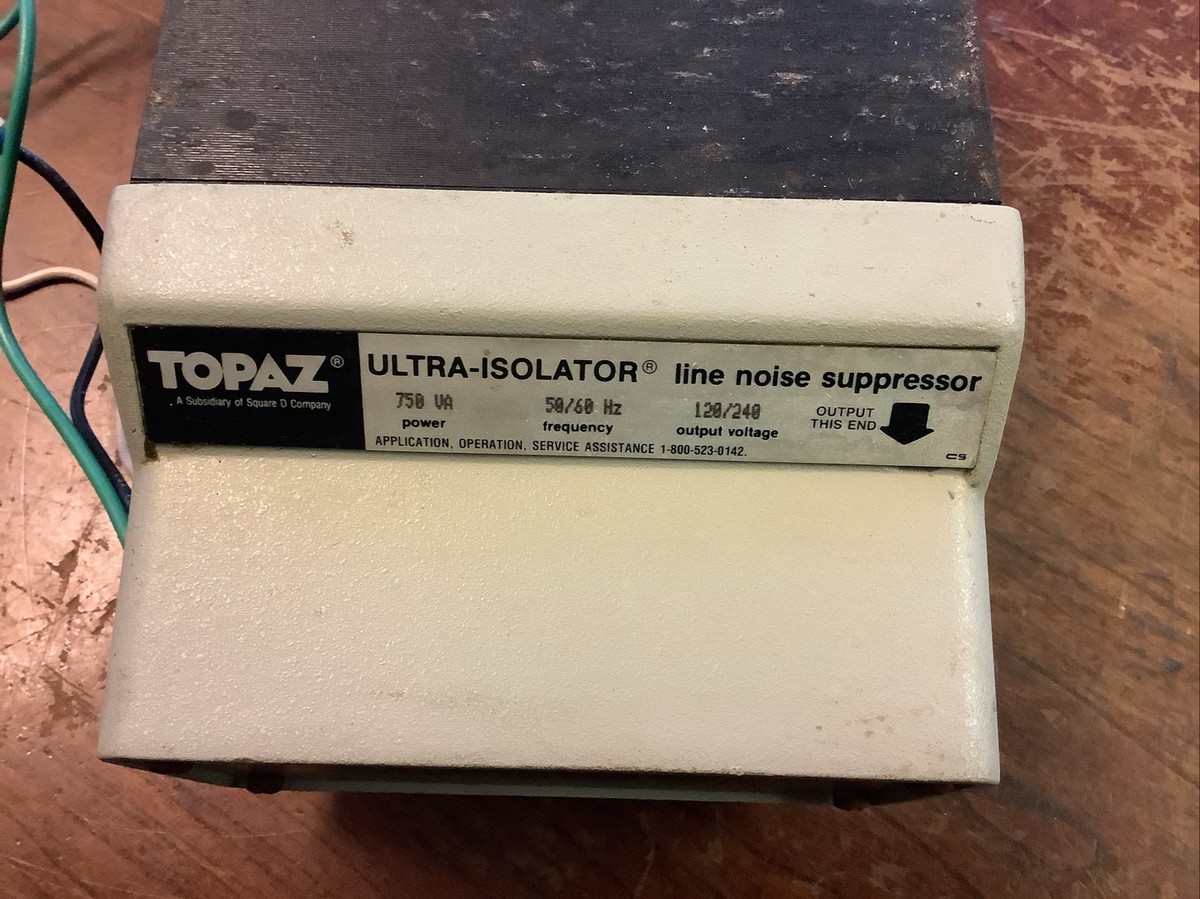 TOPAZ®
A Subsidiary of Square D Company
ULTRA-ISOLATOR® line noise suppressor
750 VA 50/60 Hz 120/240
power frequency output voltage
OUTPUT
THIS END
APPLICATION, OPERATION, SERVICE ASSISTANCE 1-800-523-0142.
C9